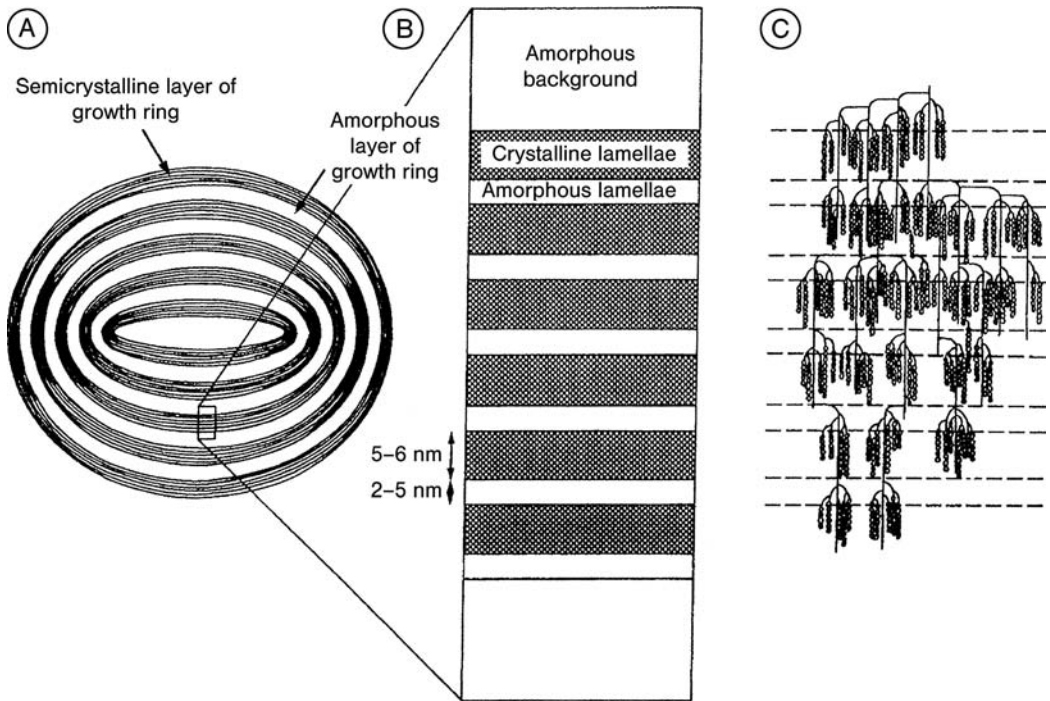 A
B
C
Semicrystalline layer of
growth ring
Amorphous
layer of
growth ring
Amorphous
background
Crystalline lamellae
Amorphous lamellae
5–6 nm
2–5 nm